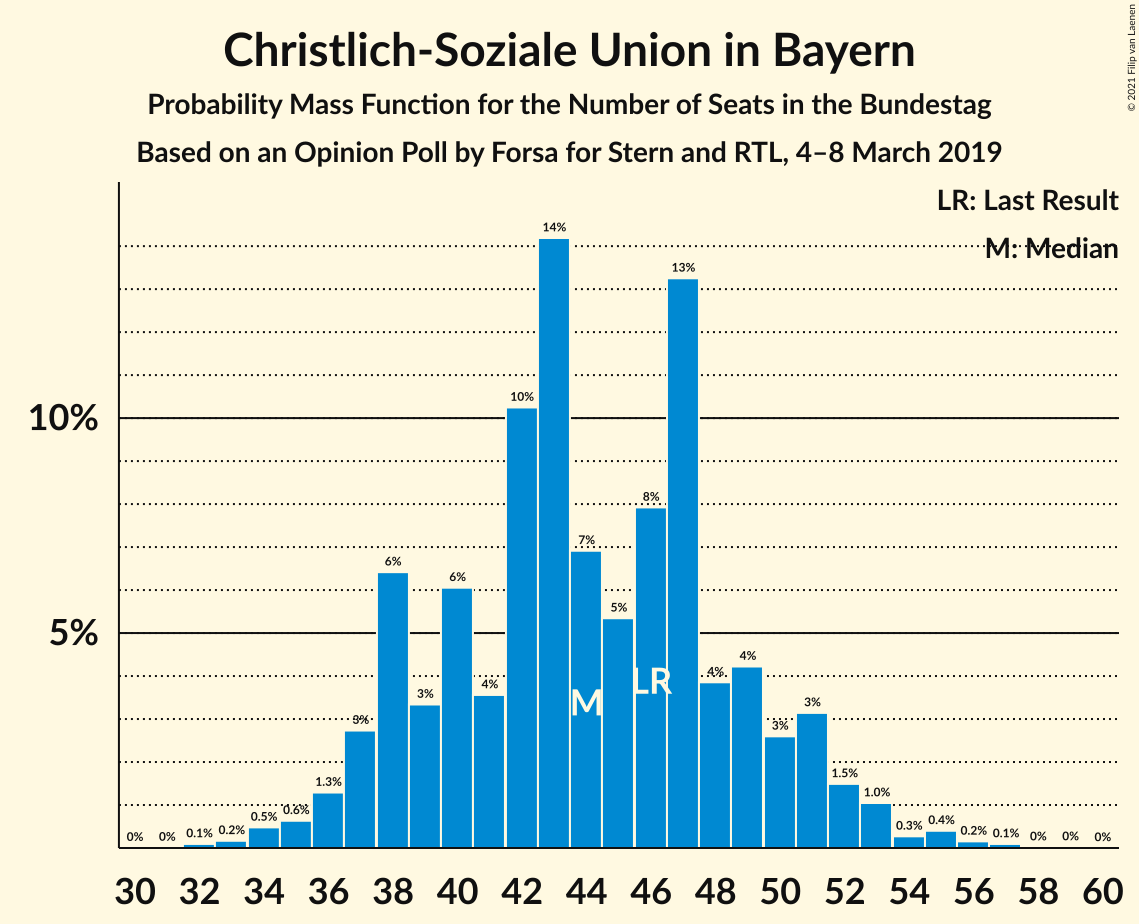 Christlich-Soziale Union in Bayern
Probability Mass Function for the Number of Seats in the Bundestag
Based on an Opinion Poll by Forsa for Stern and RTL, 4–8 March 2019
© 2021 Filip van Laenen
LR: Last Result
M: Median
10%
5%
0% 0% 0.1% 0.2% 0.5% 0.6% 1.3% 3% 6% 3% 6% 4% 10% 14% 7% 5% 8% 13% 4% 4% 3% 3% 1.5% 1.0% 0.3% 0.4% 0.2% 0.1% 0% 0% 0%
M LR
30 32 34 36 38 40 42 44 46 48 50 52 54 56 58 60